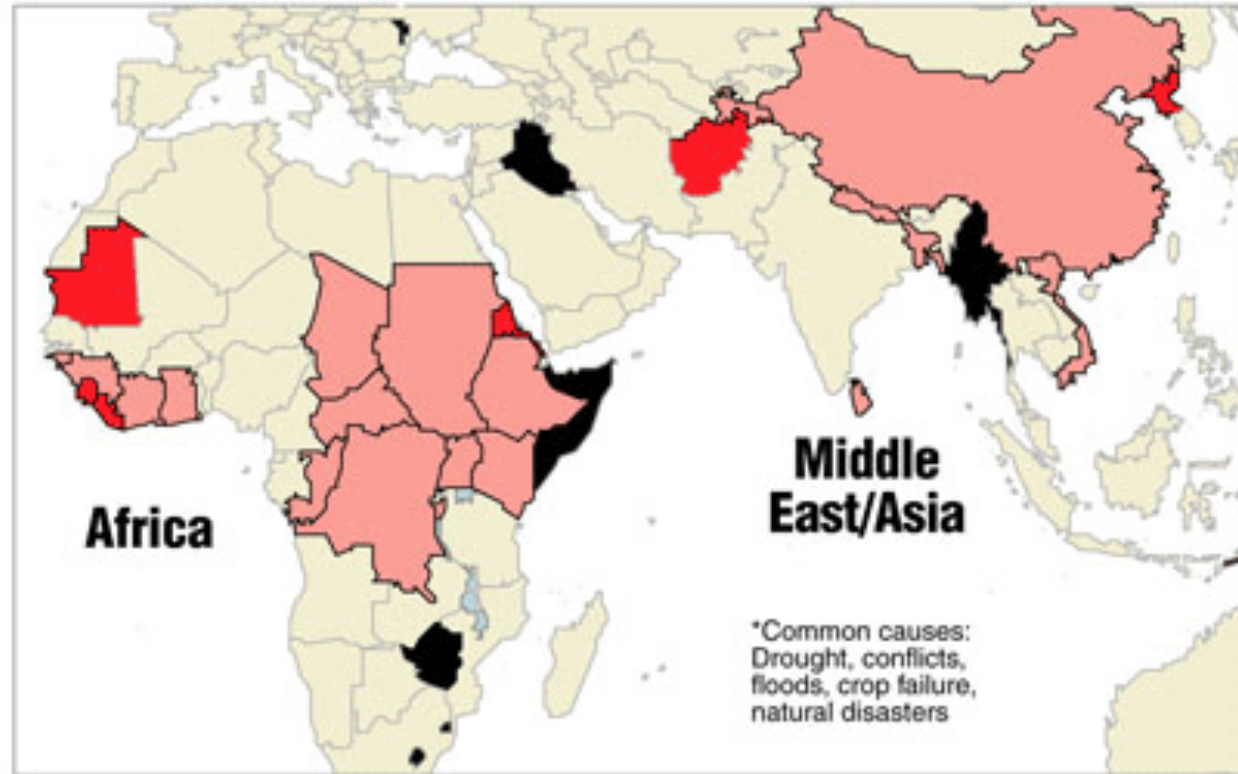 Africa
Middle
East/Asia
*Common causes:
Drought, conflicts,
floods, crop failure,
natural disasters